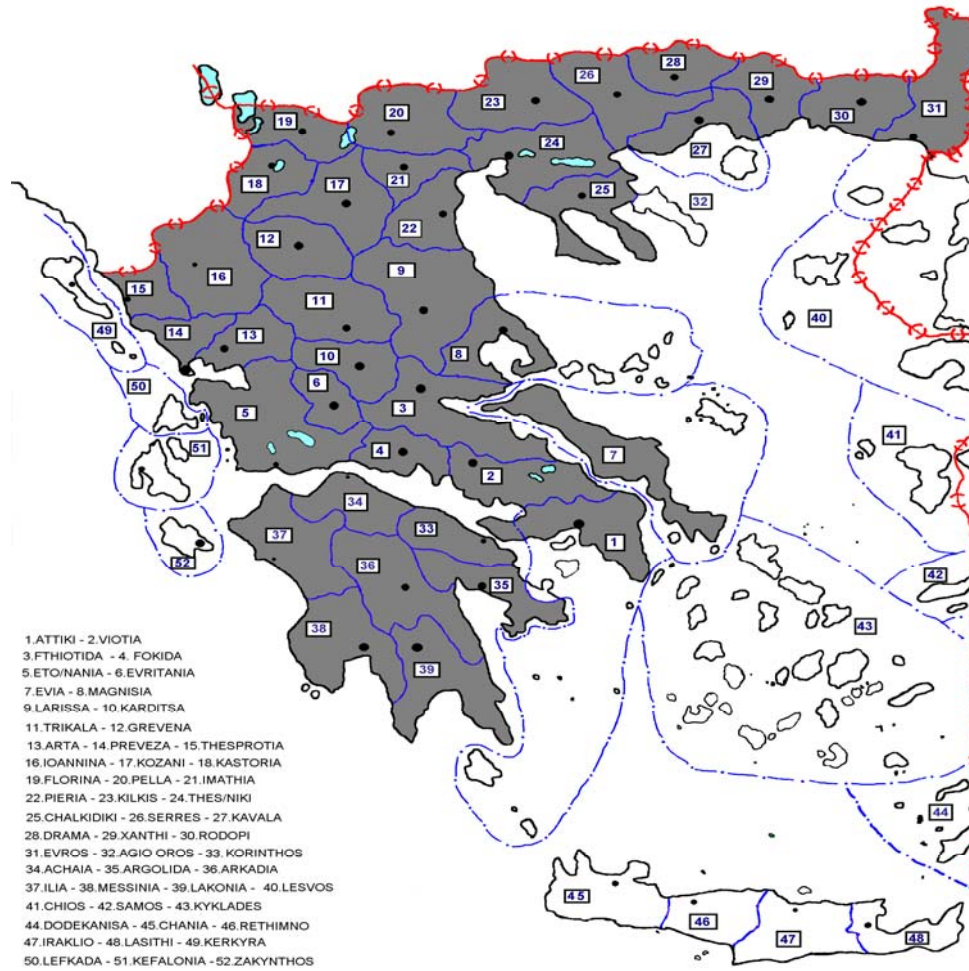 28
26
29
23
31
20
30
19
24
27
21
18
17
25
32
22
12
9
16
15
11
40
49
14
13
8
10
6
50
3
5
41
51
4
7
2
34
33
37
1
52
36
42
35
43
38
39
44
45
46
47
48
1.ATTIKI - 2.VIOTIA
3.FTHIOTIDA - 4. FOKIDA
5.ETO/NANIA - 6.EVRITANIA
7.EVIA - 8.MAGNISIA
9.LARISSA - 10.KARDITSA
11.TRIKALA - 12.GREVENA
13.ARTA - 14.PREVEZA - 15.THESPROTIA
16.IOANNINA - 17.KOZANI - 18.KASTORIA
19.FLORINA - 20.PELLA - 21.IMATHIA
22.PIERIA - 23.KILKIS - 24.THES/NIKI
25.CHALKIDIKI - 26.SERRES - 27.KAVALA
28.DRAMA - 29.XANTHI - 30.RODOPI
31.EVROS - 32.AGIO OROS - 33. KORINTHOS
34.ACHAIA - 35.ARGOLIDA - 36.ARKADIA
37.ILIA - 38.MESSINIA - 39.LAKONIA - 40.LESVOS
41.CHIOS - 42.SAMOS - 43.KYKLADES
44.DODEKANISA - 45.CHANIA - 46.RETHIMNO
47.IRAKLIO - 48.LASITHI - 49.KERKYRA
50.LEFKADA - 51.KEFALONIA - 52.ZAKYNTHOS